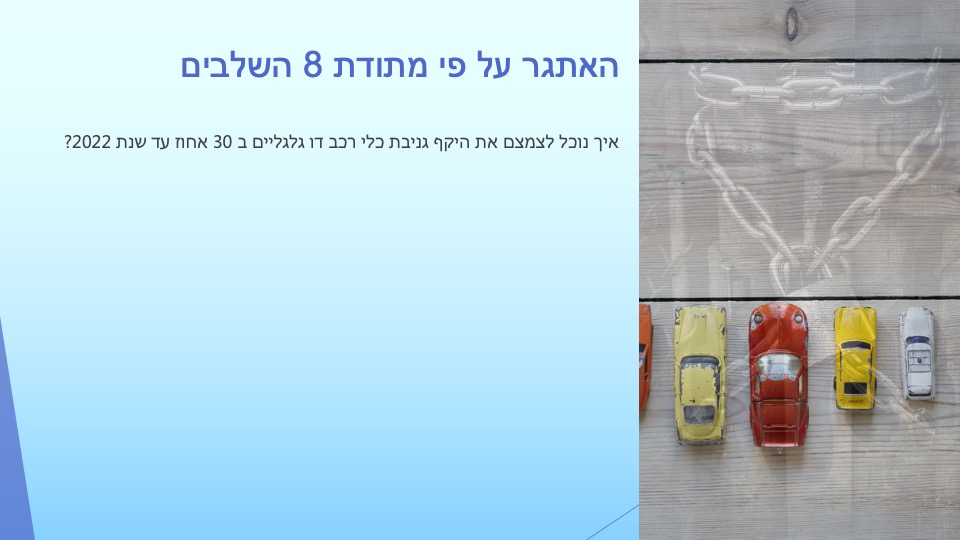 האתגר על פי מתודת 8 השלבים
איך נוכל לצמצם את היקף גניבת כלי רכב דו גלגליים ב 30 אחוז עד שנת 2022?